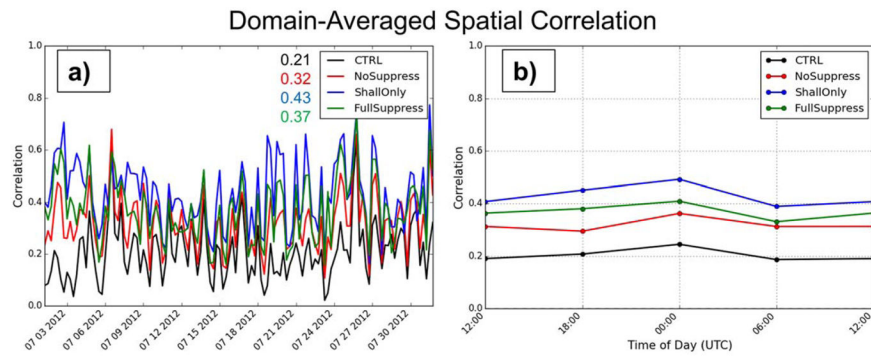 Domain-Averaged Spatial Correlation
a)
0.21
0.32
0.43
0.37
CTRL
NoSuppress
ShallOnly
FullSuppress
1.0
0.8
0.6
0.4
0.2
0.0
Correlation
07 03 2012
07 06 2012
07 09 2012
07 12 2012
07 15 2012
07 18 2012
07 21 2012
07 24 2012
07 27 2012
07 30 2012
b)
CTRL
NoSuppress
ShallOnly
FullSuppress
1.0
0.8
0.6
0.4
0.2
0.0
Correlation
12:00
18:00
00:00
06:00
12:00
Time of Day (UTC)